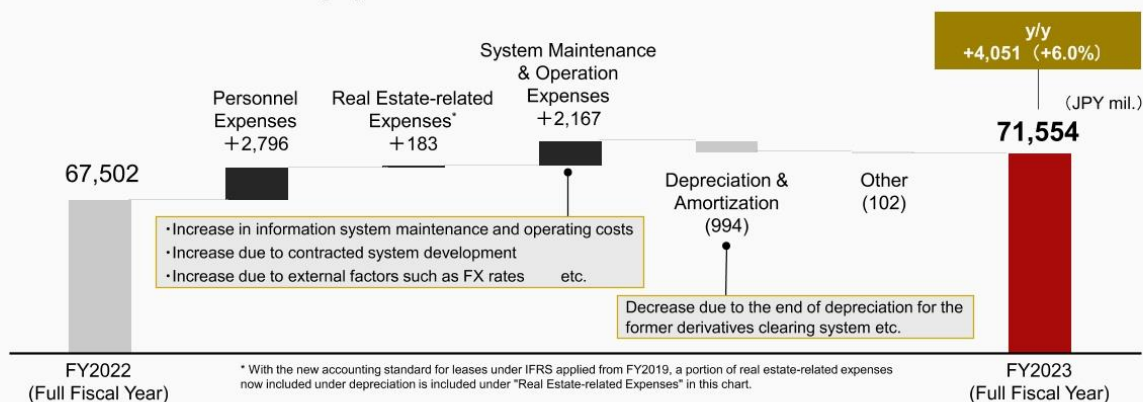 y/y
+4,051 (+6.0%)
(JPY mil.)
System Maintenance
& Operation
Expenses
+2,167
Personnel
Expenses
+2,796
Real Estate-related
Expenses*
+183
71,554
67,502
Depreciation &
Amortization
(994)
Other
(102)
・Increase in information system maintenance and operating costs
・Increase due to contracted system development
・Increase due to external factors such as FX rates etc.
Decrease due to the end of depreciation for the
former derivatives clearing system etc.
FY2022
(Full Fiscal Year)
* With the new accounting standard for leases under IFRS applied from FY2019, a portion of real estate-related expenses
now included under depreciation is included under "Real Estate-related Expenses" in this chart.
FY2023
(Full Fiscal Year)